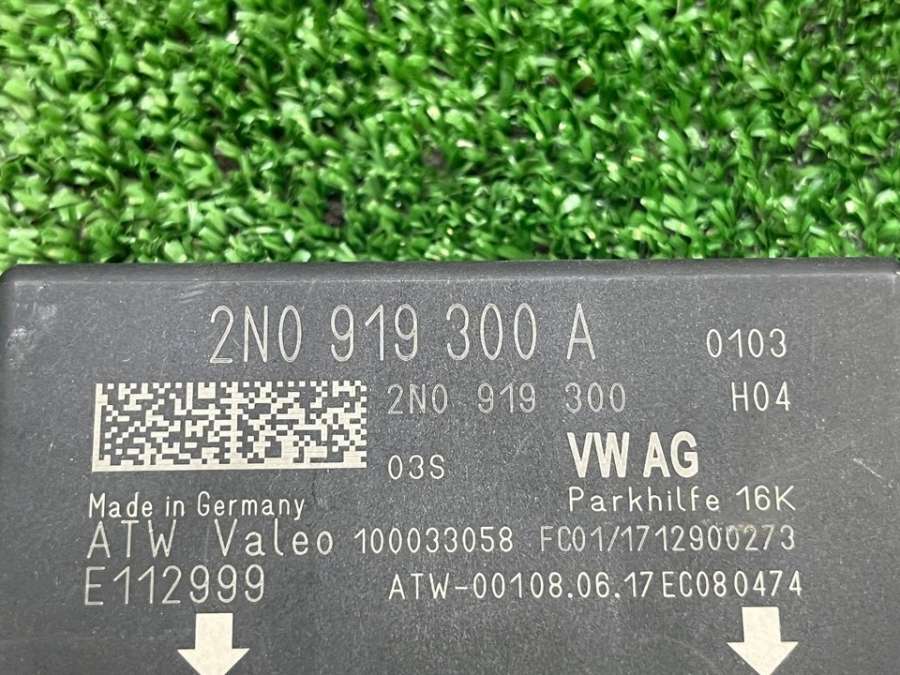 2N0 919 300 A 0103
2N0 919 300 H04
03S VW AG
Made in Germany Parkhilfe 16K
ATW Valeo 100033058 FC01/1712900273
E112999 ATW-00108.06.17EC080474